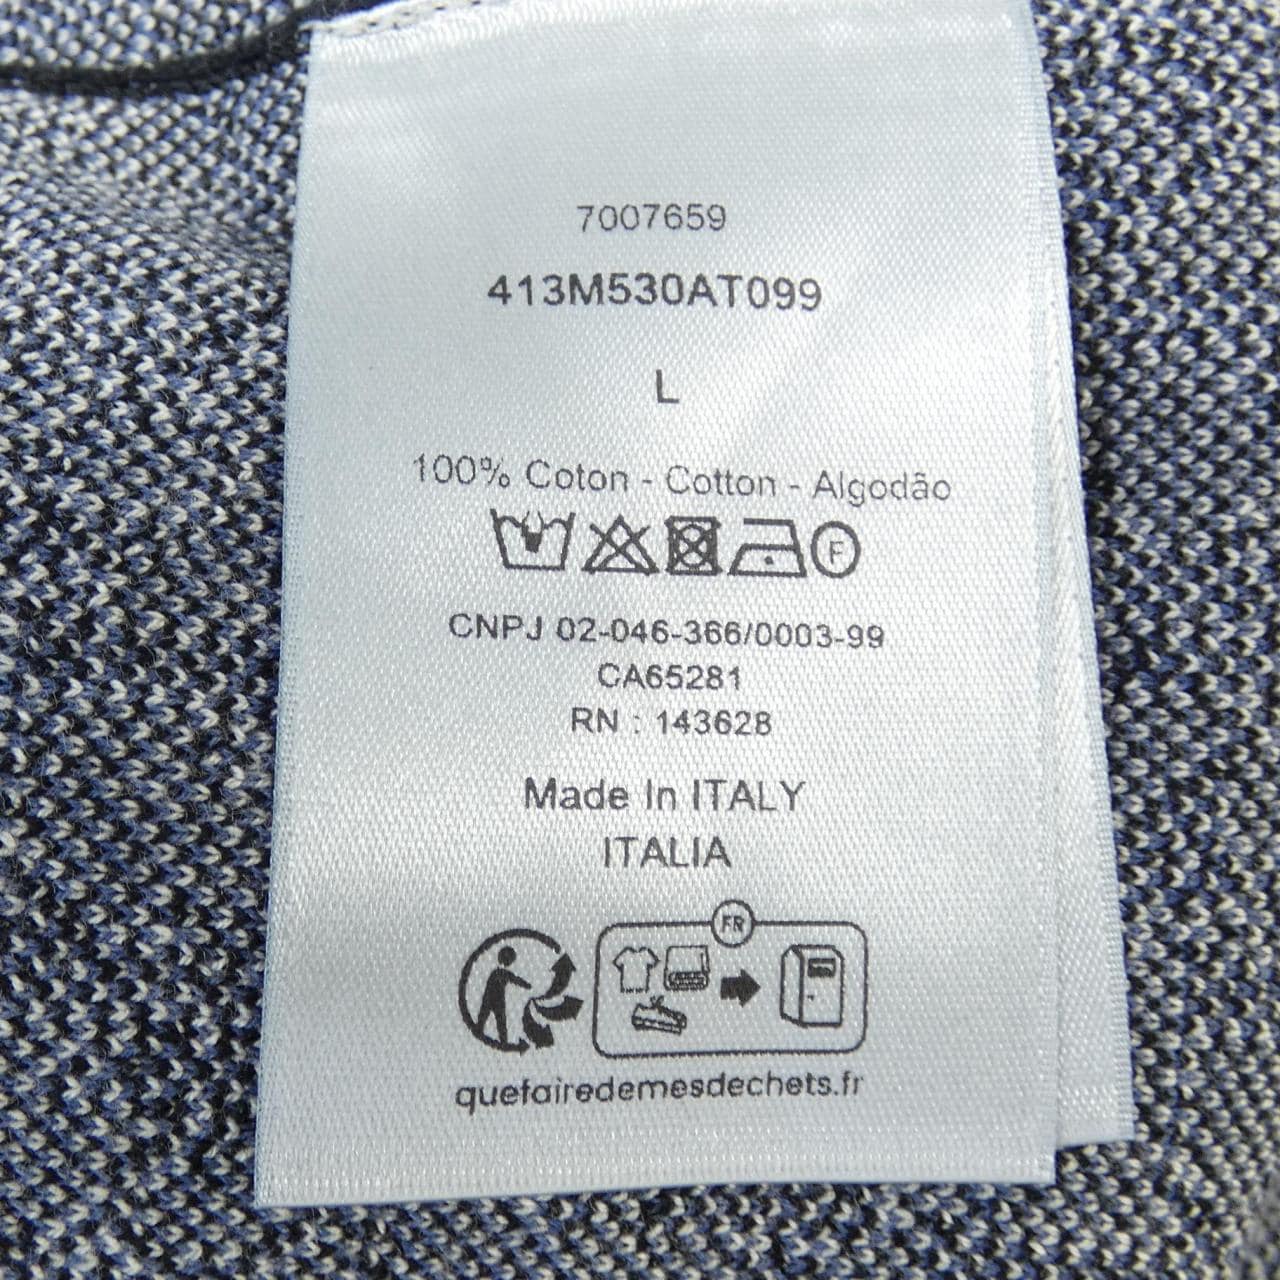 7007659
413M530AT099
L
100% Coton - Cotton - Algodão
F
CNPJ 02-046-366/0003-99
CA65281
RN : 143628
Made In ITALY
ITALIA
FR
quefairedemesdechets.fr